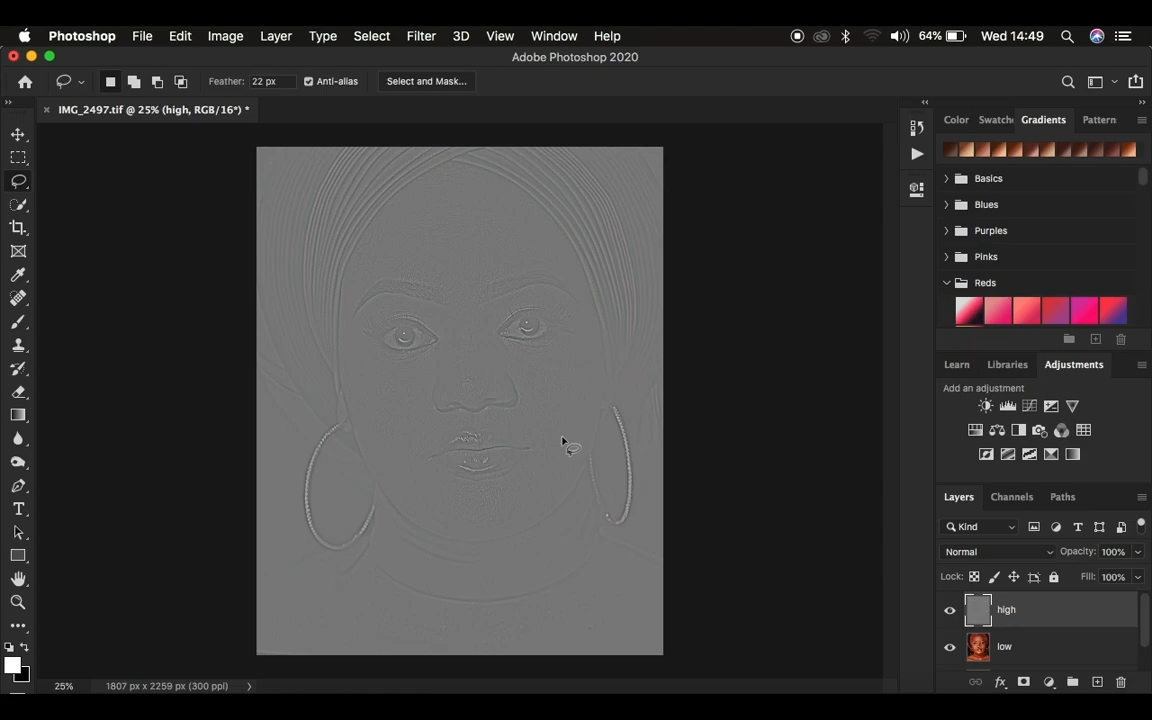 Photoshop File Edit Image Layer Type Select Filter 3D View Window Help 64% Wed 14:49
Adobe Photoshop 2020
Feather: 22 px Anti-alias Select and Mask...
IMG_2497.tif @ 25% (high, RGB/16*) *
Color Swatch Gradients Pattern
Basics
Blues
Purples
Pinks
Reds
Learn Libraries Adjustments
Add an adjustment
Layers Channels Paths
Kind
Normal Opacity: 100%
Lock: Fill: 100%
high
low
25% 1807 px x 2259 px (300 ppi)